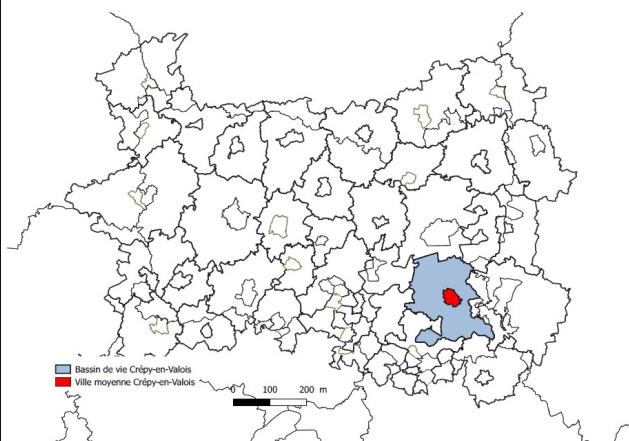 Bassin de vie Crépy-en-Valois
Ville moyenne Crépy-en-Valois
0 100 200 m